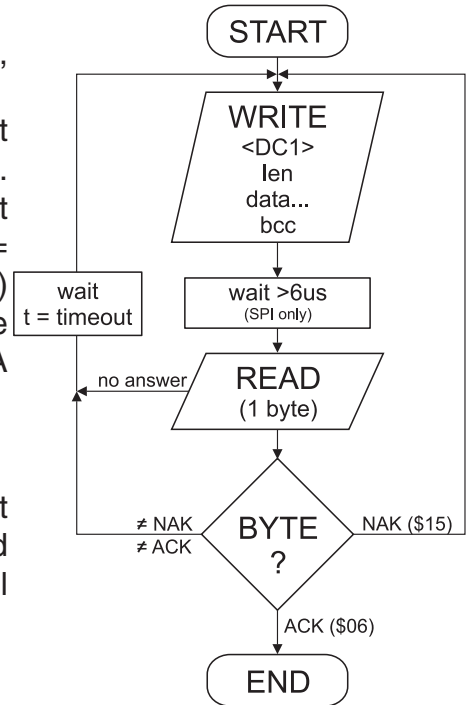 START
WRITE
<DC1>
len
data...
bcc
wait >6us
(SPI only)
wait
t = timeout
READ
(1 byte)
no answer
BYTE
?
≠ NAK
≠ ACK
NAK ($15)
ACK ($06)
END
,
t
.
t
=
)
e
A
t
d
l